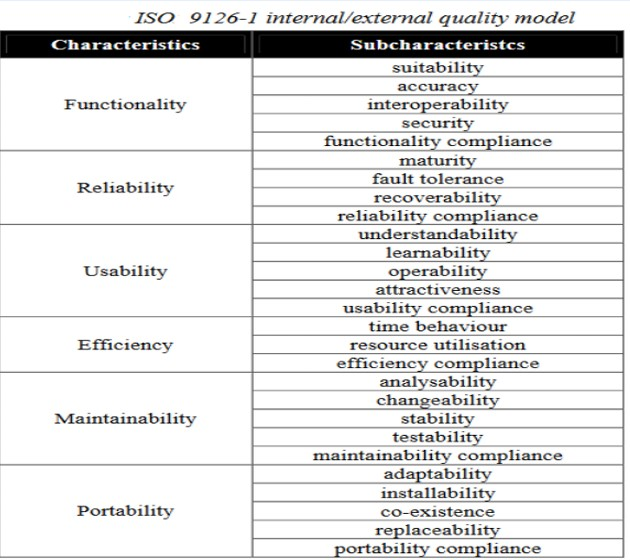 ISO 9126-1 internal/external quality model
Characteristics Subcharacteristcs
Functionality
suitability
accuracy
interoperability
security
functionality compliance
Reliability
maturity
fault tolerance
recoverability
reliability compliance
Usability
understandability
learnability
operability
attractiveness
usability compliance
Efficiency
time behaviour
resource utilisation
efficiency compliance
Maintainability
analysability
changeability
stability
testability
maintainability compliance
Portability
adaptability
installability
co-existence
replaceability
portability compliance